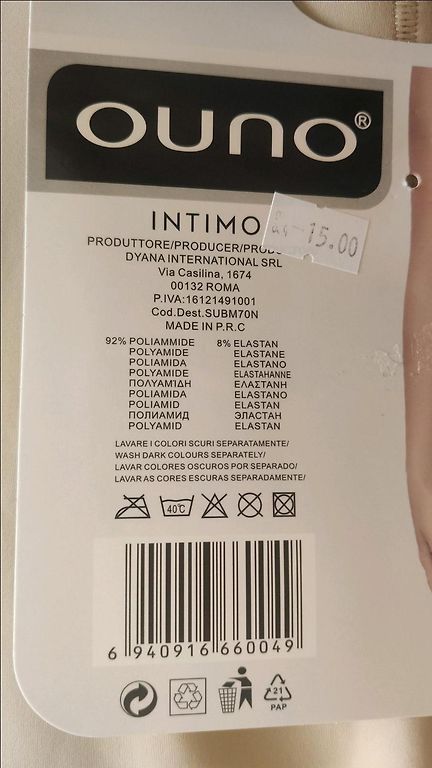 OUNO®
INTIMO
15.00
PRODUTTORE/PRODUCER/
DYANA INTERNATIONAL SRL
Via Casilina, 1674
00132 ROMA
P.IVA:16121491001
Cod.Dest.SUBM70N
MADE IN P.R.C
92% POLIAMMIDE 8% ELASTAN
POLYAMIDE ELASTANE
POLIAMIDA ELASTANO
POLYAMIDE ELASTAHANNE
ΠΟΛΥΑΜΊΔΗ ΕΛΑΣΤΑΝΗ
POLIAMIDA ELASTANO
POLIAMID ELASTAN
ПОЛИАМИД ЭЛАСТАН
POLYAMID ELASTAN
LAVARE I COLORI SCURI SEPARATAMENTE/
WASH DARK COLOURS SEPARATELY/
LAVAR COLORES OSCUROS POR SEPARADO/
LAVAR AS CORES ESCURAS SEPARADAMENTE/
40°C
6 940916 660049
21
PAP